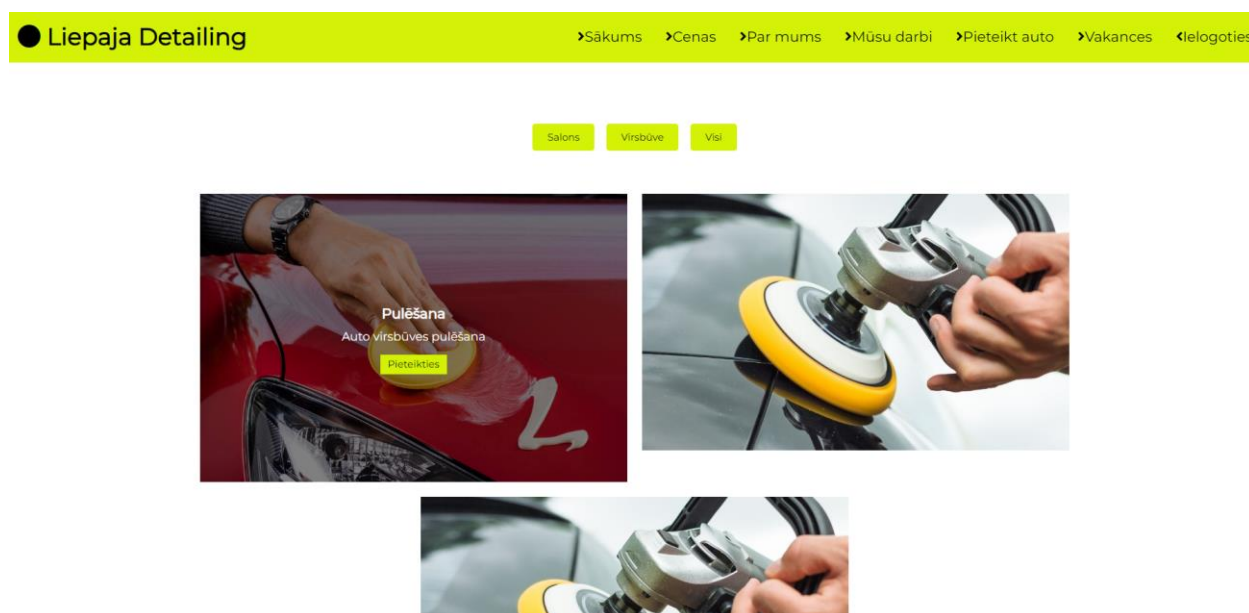 Liepaja Detailing
Sākums Cenas Par mums Mūsu darbi Pieteikt auto Vakances Ielogoties
Salons Virsbūve Visi
Pulēšana
Auto virsbūves pulēšana
Pieteikties